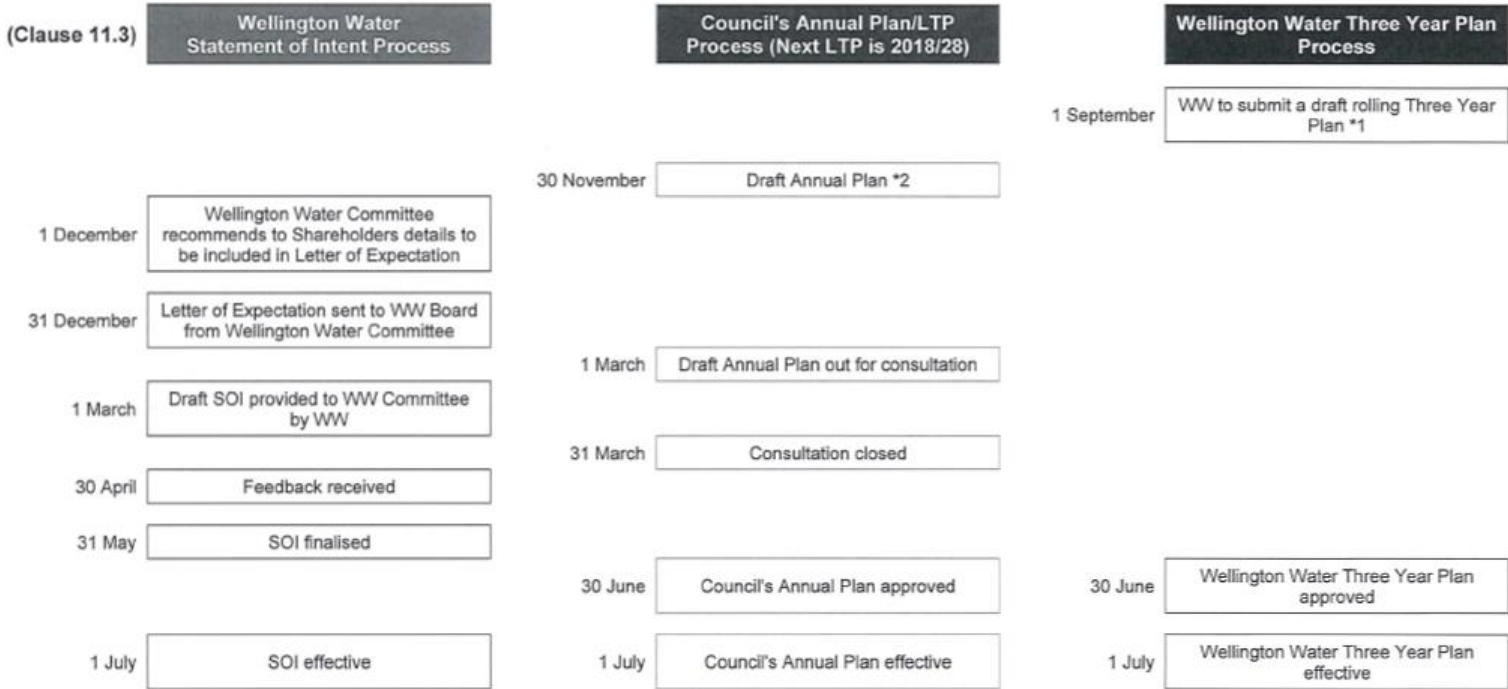 (Clause 11.3)
Wellington Water
Statement of Intent Process
Council's Annual Plan/LTP
Process (Next LTP is 2018/28)
Wellington Water Three Year Plan
Process
1 September
WW to submit a draft rolling Three Year
Plan *1
30 November
Draft Annual Plan *2
1 December
Wellington Water Committee
recommends to Shareholders details to
be included in Letter of Expectation
31 December
Letter of Expectation sent to WW Board
from Wellington Water Committee
1 March
Draft Annual Plan out for consultation
1 March
Draft SOI provided to WW Committee
by WW
31 March
Consultation closed
30 April
Feedback received
31 May
SOI finalised
30 June
Council's Annual Plan approved
30 June
Wellington Water Three Year Plan
approved
1 July
SOI effective
1 July
Council's Annual Plan effective
1 July
Wellington Water Three Year Plan
effective